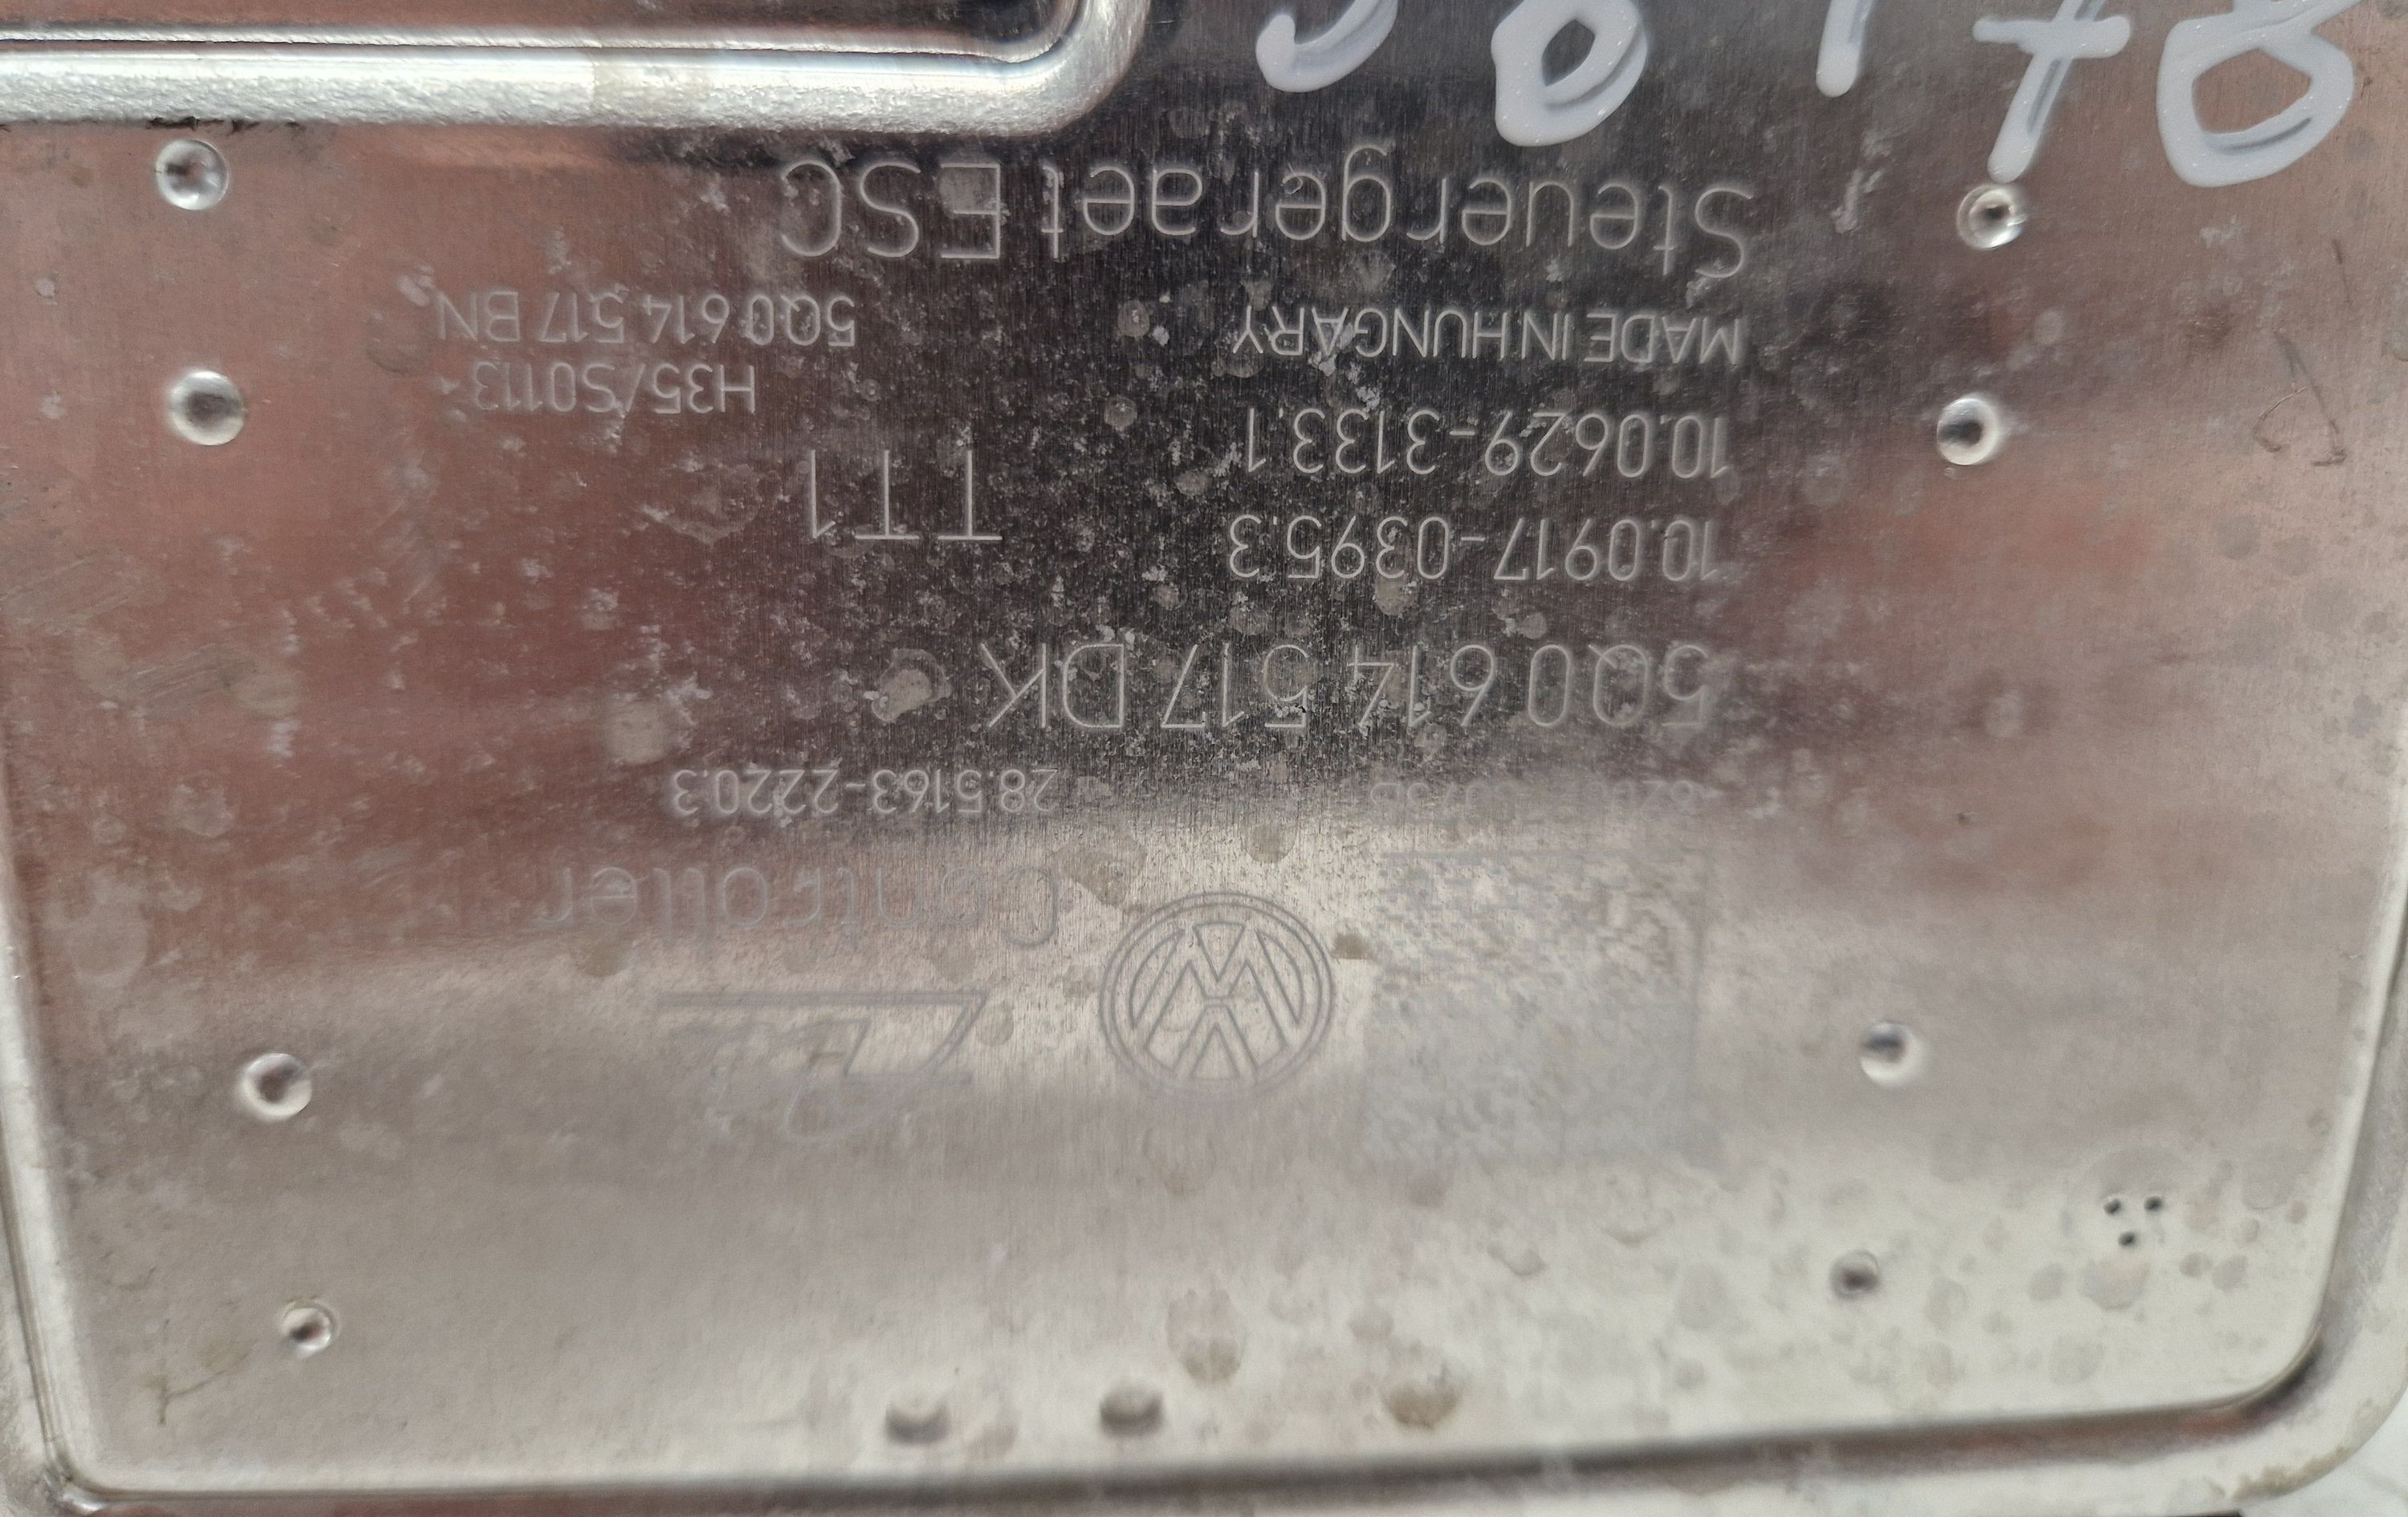 Controller
28.5163-2220.3
5Q0 614 517 DK
10.0917-0395.3
TT1
10.0629-3133.1
H35/S0113
MADE IN HUNGARY
5Q0 614 517 BN
Steuergeraet ESC